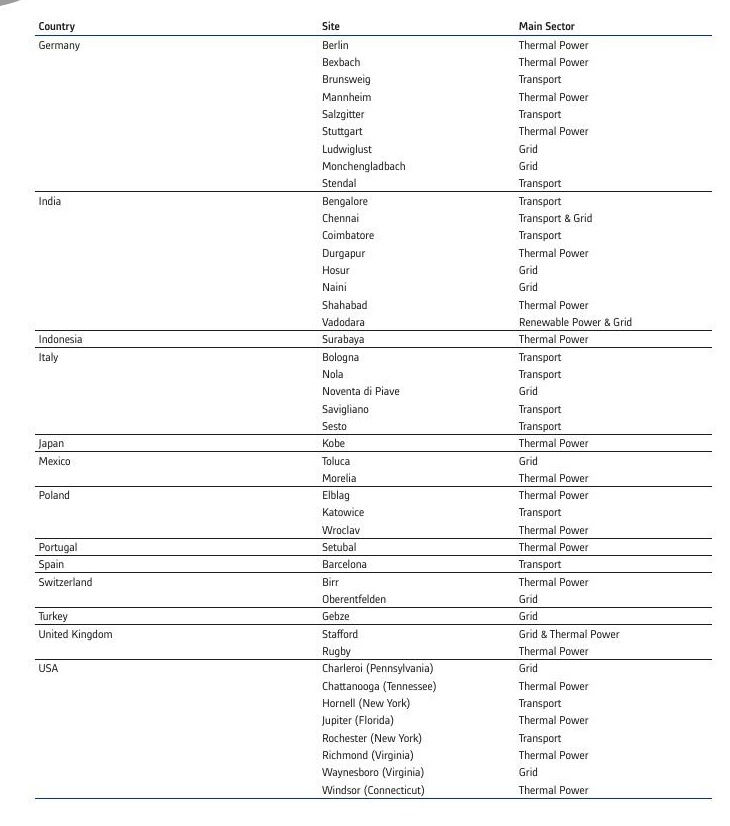 Country Site Main Sector
Germany Berlin Thermal Power
Bexbach Thermal Power
Brunsweig Transport
Mannheim Thermal Power
Salzgitter Transport
Stuttgart Thermal Power
Ludwiglust Grid
Monchengladbach Grid
Stendal Transport
India Bengalore Transport
Chennai Transport & Grid
Coimbatore Transport
Durgapur Thermal Power
Hosur Grid
Naini Grid
Shahabad Thermal Power
Vadodara Renewable Power & Grid
Indonesia Surabaya Thermal Power
Italy Bologna Transport
Nola Transport
Noventa di Piave Grid
Savigliano Transport
Sesto Transport
Japan Kobe Thermal Power
Mexico Toluca Grid
Morelia Thermal Power
Poland Elblag Thermal Power
Katowice Transport
Wroclav Thermal Power
Portugal Setubal Thermal Power
Spain Barcelona Transport
Switzerland Birr Thermal Power
Oberentfelden Grid
Turkey Gebze Grid
United Kingdom Stafford Grid & Thermal Power
Rugby Thermal Power
USA Charleroi (Pennsylvania) Grid
Chattanooga (Tennessee) Thermal Power
Hornell (New York) Transport
Jupiter (Florida) Thermal Power
Rochester (New York) Transport
Richmond (Virginia) Thermal Power
Waynesboro (Virginia) Grid
Windsor (Connecticut) Thermal Power